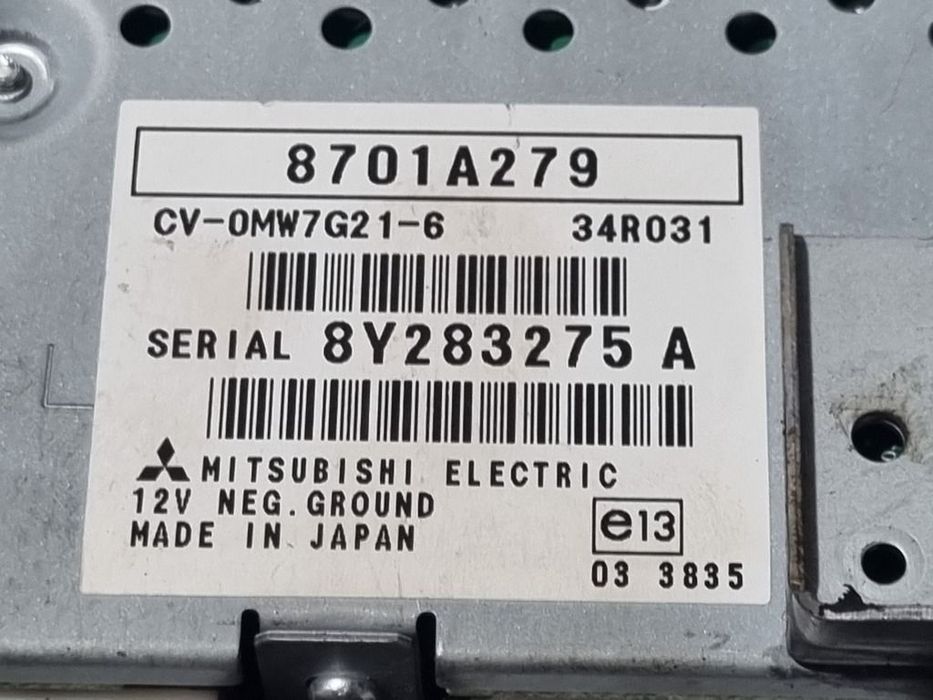 8701A279
CV-0MW7G21-6 34R031
SERIAL 8Y283275 A
MITSUBISHI ELECTRIC
12V NEG. GROUND
MADE IN JAPAN
e13
03 3835